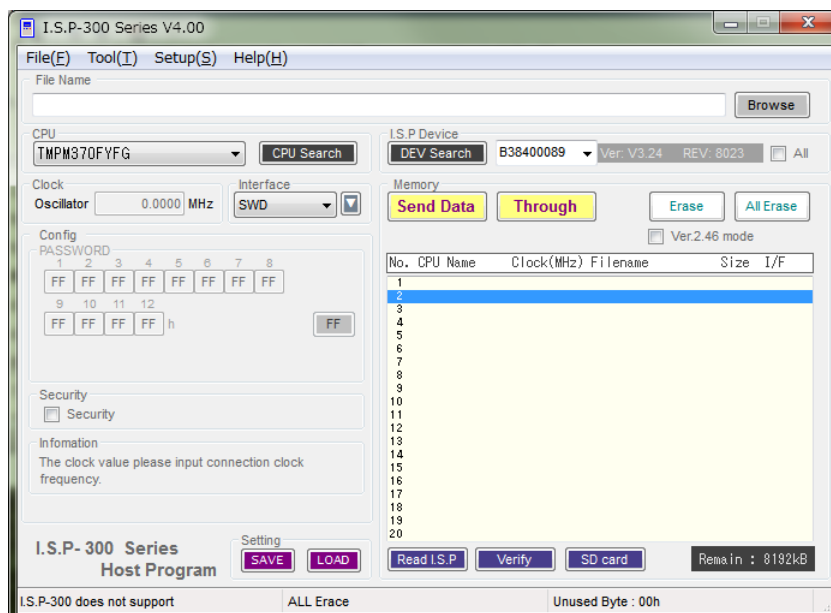 I.S.P-300 Series V4.00
File(F) Tool(T) Setup(S) Help(H)
File Name
Browse
CPU
TMPM370FYFG
CPU Search
I.S.P Device
DEV Search
B38400089
Ver: V3.24
REV: 8023
All
Clock
Oscillator 0.0000 MHz
Interface
SWD
Memory
Send Data
Through
Erase
All Erase
Ver.2.46 mode
Config
PASSWORD
1 2 3 4 5 6 7 8
FF FF FF FF FF FF FF FF
9 10 11 12
FF FF FF FF h
FF
Security
Security
Infomation
The clock value please input connection clock
frequency.
No. CPU Name Clock(MHz) Filename Size I/F
1
2
3
4
5
6
7
8
9
10
11
12
13
14
15
16
17
18
19
20
I.S.P- 300 Series
Host Program
Setting
SAVE
LOAD
Read I.S.P
Verify
SD card
Remain : 8192kB
I.S.P-300 does not support
ALL Erace
Unused Byte : 00h